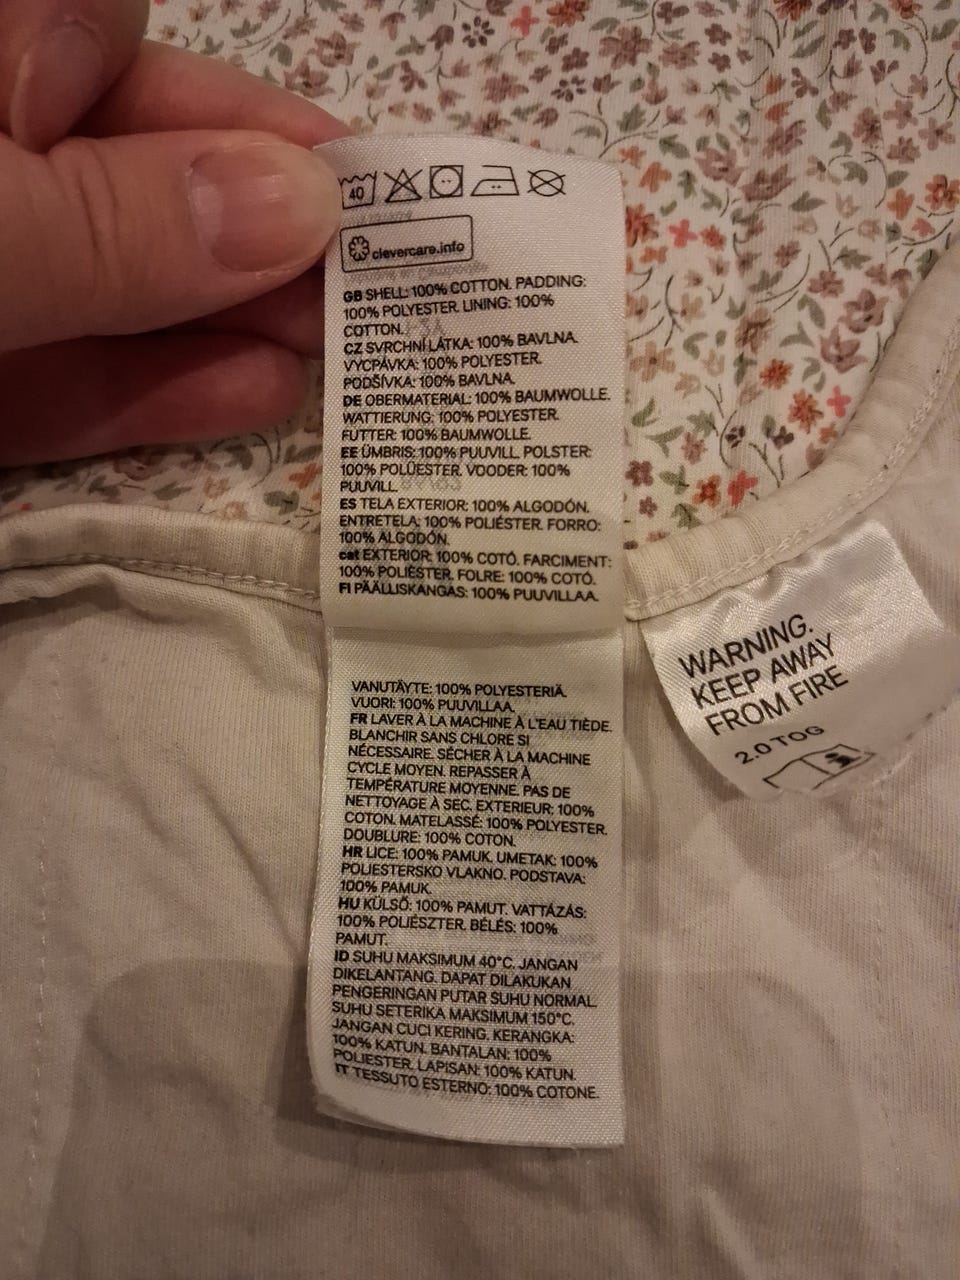 40
clevercare.info
GB SHELL: 100% COTTON. PADDING:
100% POLYESTER. LINING: 100%
COTTON.
CZ SVRCHNÍ LÁTKA: 100% BAVLNA.
VÝCPÁVKA: 100% POLYESTER.
PODŠÍVKA: 100% BAVLNA.
DE OBERMATERIAL: 100% BAUMWOLLE.
WATTIERUNG: 100% POLYESTER.
FUTTER: 100% BAUMWOLLE.
EE ÜMBRIS: 100% PUUVILL. POLSTER:
100% POLÜESTER. VOODER: 100%
PUUVILL.
ES TELA EXTERIOR: 100% ALGODÓN.
ENTRETELA: 100% POLIÉSTER. FORRO:
100% ALGODÓN.
cat EXTERIOR: 100% COTÓ. FARCIMENT:
100% POLIÈSTER. FOLRE: 100% COTÓ.
FI PÄÄLLISKANGAS: 100% PUUVILLAA.
VANUTÄYTE: 100% POLYESTERIÄ.
VUORI: 100% PUUVILLAA.
FR LAVER À LA MACHINE À L'EAU TIÈDE.
BLANCHIR SANS CHLORE SI
NÉCESSAIRE. SÉCHER À LA MACHINE
CYCLE MOYEN. REPASSER À
TEMPÉRATURE MOYENNE. PAS DE
NETTOYAGE À SEC. EXTERIEUR: 100%
COTON. MATELASSÉ: 100% POLYESTER.
DOUBLURE: 100% COTON.
HR LICE: 100% PAMUK. UMETAK: 100%
POLIESTERSKO VLAKNO. PODSTAVA:
100% PAMUK.
HU KÜLSŐ: 100% PAMUT. VATTÁZÁS:
100% POLIÉSZTER. BÉLÉS: 100%
PAMUT.
ID SUHU MAKSIMUM 40°C. JANGAN
DIKELANTANG. DAPAT DILAKUKAN
PENGERINGAN PUTAR SUHU NORMAL.
SUHU SETERIKA MAKSIMUM 150°C.
JANGAN CUCI KERING. KERANGKA:
100% KATUN. BANTALAN: 100%
POLIESTER. LAPISAN: 100% KATUN.
IT TESSUTO ESTERNO: 100% COTONE.
WARNING.
KEEP AWAY
FROM FIRE
2.0 TOG